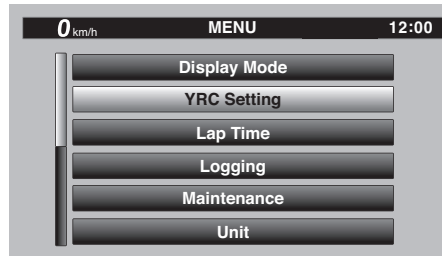 0 km/h MENU 12:00
Display Mode
YRC Setting
Lap Time
Logging
Maintenance
Unit